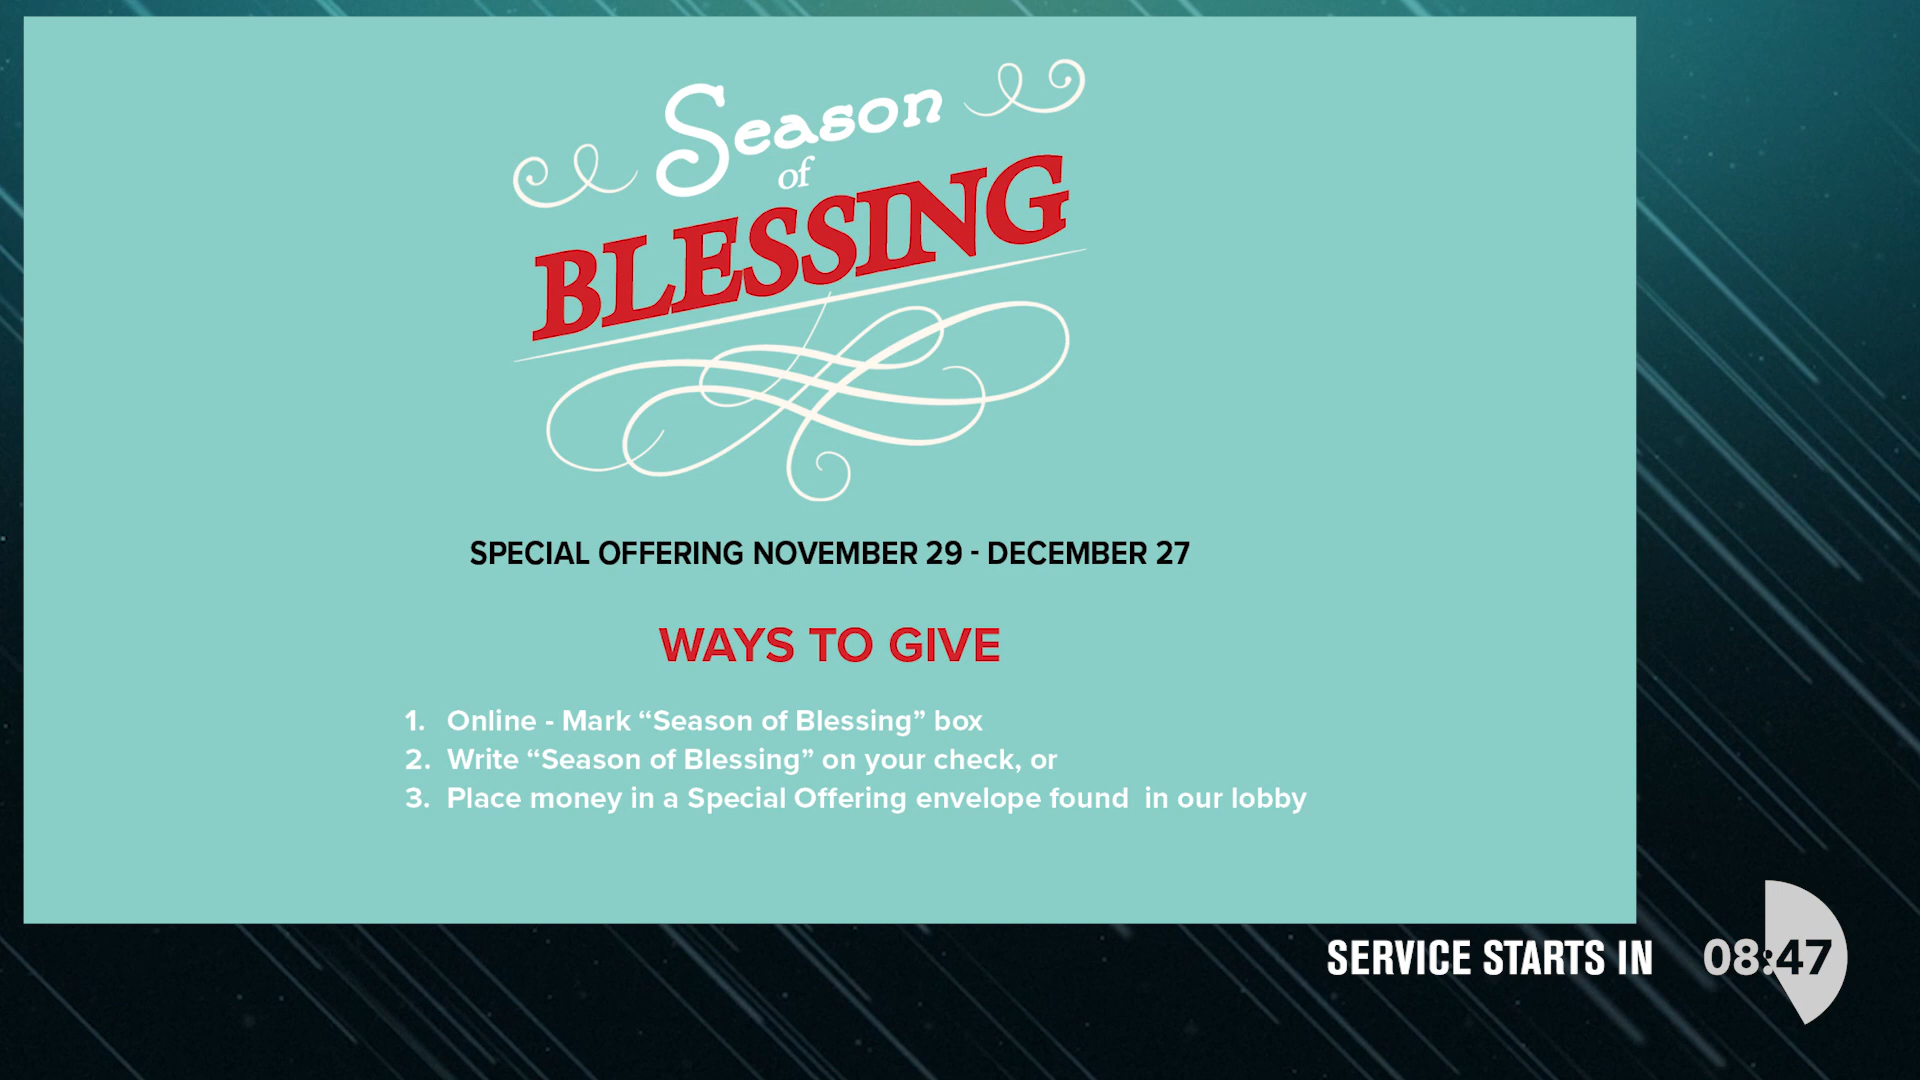 Season
of
BLESSING
SPECIAL OFFERING NOVEMBER 29 - DECEMBER 27
WAYS TO GIVE
1. Online - Mark “Season of Blessing” box
2. Write “Season of Blessing” on your check, or
3. Place money in a Special Offering envelope found  in our lobby
SERVICE STARTS IN 08:47